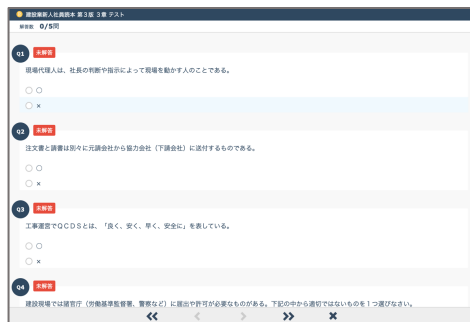 建設業新人社員読本 第3版 3章 テスト
解答数 0/5問
Q1 未解答
現場代理人は、社長の判断や指示によって現場を動かす人のことである。
○
×
Q2 未解答
注文書と請書は別々に元請会社から協力会社（下請会社）に送付するものである。
○
×
Q3 未解答
工事運営でQCDSとは、「良く、安く、早く、安全に」を表している。
○
×
Q4 未解答
建設現場では諸官庁（労働基準監督署、警察など）に届出や許可が必要なものがある。下記の中から適切ではないものを1つ選びなさい。